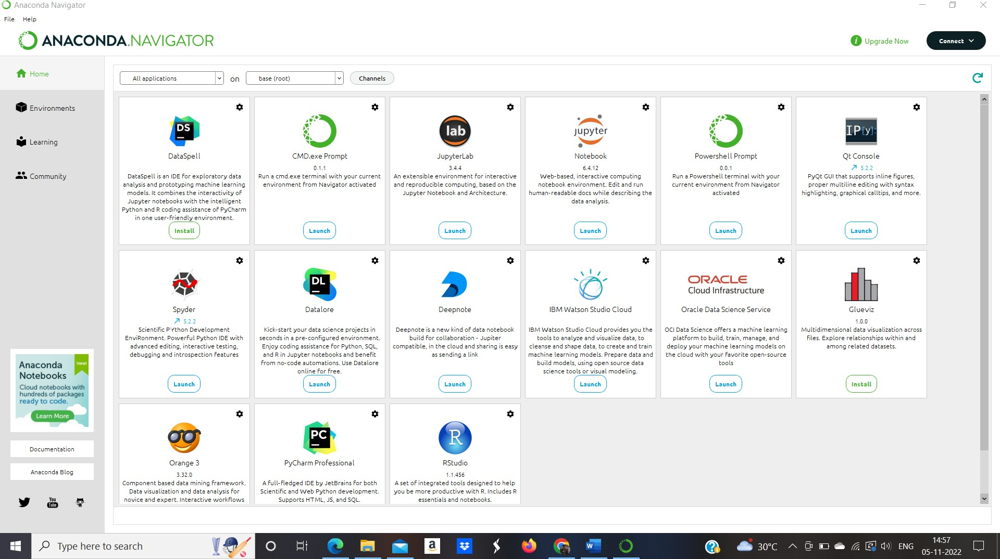 Anaconda Navigator
File Help
ANACONDA.NAVIGATOR
Upgrade Now
Connect
Home
Environments
Learning
Community
All applications on base (root) Channels
DS
DataSpell
DataSpell is an IDE for exploratory data
analysis and prototyping machine learning
models. It combines the interactivity of
Jupyter notebooks with the intelligent
Python and R coding assistance of PyCharm
in one user-friendly environment.
Install
CMD.exe Prompt
0.1.1
Run a cmd.exe terminal with your current
environment from Navigator activated
Launch
lab
JupyterLab
3.4.4
An extensible environment for interactive
and reproducible computing, based on the
Jupyter Notebook and Architecture.
Launch
jupyter
Notebook
6.4.12
Web-based, interactive computing
notebook environment. Edit and run
human-readable docs while describing the
data analysis.
Launch
Powershell Prompt
0.0.1
Run a Powershell terminal with your
current environment from Navigator
activated
Launch
IP[y]:
Qt Console
5.2.2
PyQt GUI that supports inline figures,
proper multiline editing with syntax
highlighting, graphical calltips, and more.
Launch
Spyder
5.2.2
Scientific PYthon Development
EnviRonment. Powerful Python IDE with
advanced editing, interactive testing,
debugging and introspection features
Launch
DL
Datalore
Kick-start your data science projects in
seconds in a pre-configured environment.
Enjoy coding assistance for Python, SQL,
and R in Jupyter notebooks and benefit
from no-code automations. Use Datalore
online for free.
Launch
Deepnote
Deepnote is a new kind of data notebook
build for collaboration - Jupiter
compatible, in the cloud and sharing is easy
as sending a link
Launch
IBM Watson Studio Cloud
IBM Watson Studio Cloud provides you the
tools to analyze and visualize data, to
cleanse and shape data, to create and train
machine learning models. Prepare data and
build models, using open source data
science tools or visual modeling.
Launch
ORACLE
Cloud Infrastructure
Oracle Data Science Service
OCI Data Science offers a machine learning
platform to build, train, manage, and
deploy your machine learning models on
the cloud with your favorite open-source
tools
Launch
Glueviz
1.0.0
Multidimensional data visualization across
files. Explore relationships within and
among related datasets.
Install
Orange 3
3.32.0
Component based data mining framework.
Data visualization and data analysis for
novice and expert. Interactive workflows
PC
PyCharm Professional
A full-fledged IDE by JetBrains for both
Scientific and Web Python development.
Supports HTML, JS, and SQL.
R
RStudio
1.1.456
A set of integrated tools designed to help
you be more productive with R. Includes R
essentials and notebooks.
New!
Anaconda
Notebooks
Cloud notebooks with
hundreds of packages
ready to code.
Learn More
Documentation
Anaconda Blog
You
Tube
Type here to search
a
W
30°C
ENG
14:57
05-11-2022